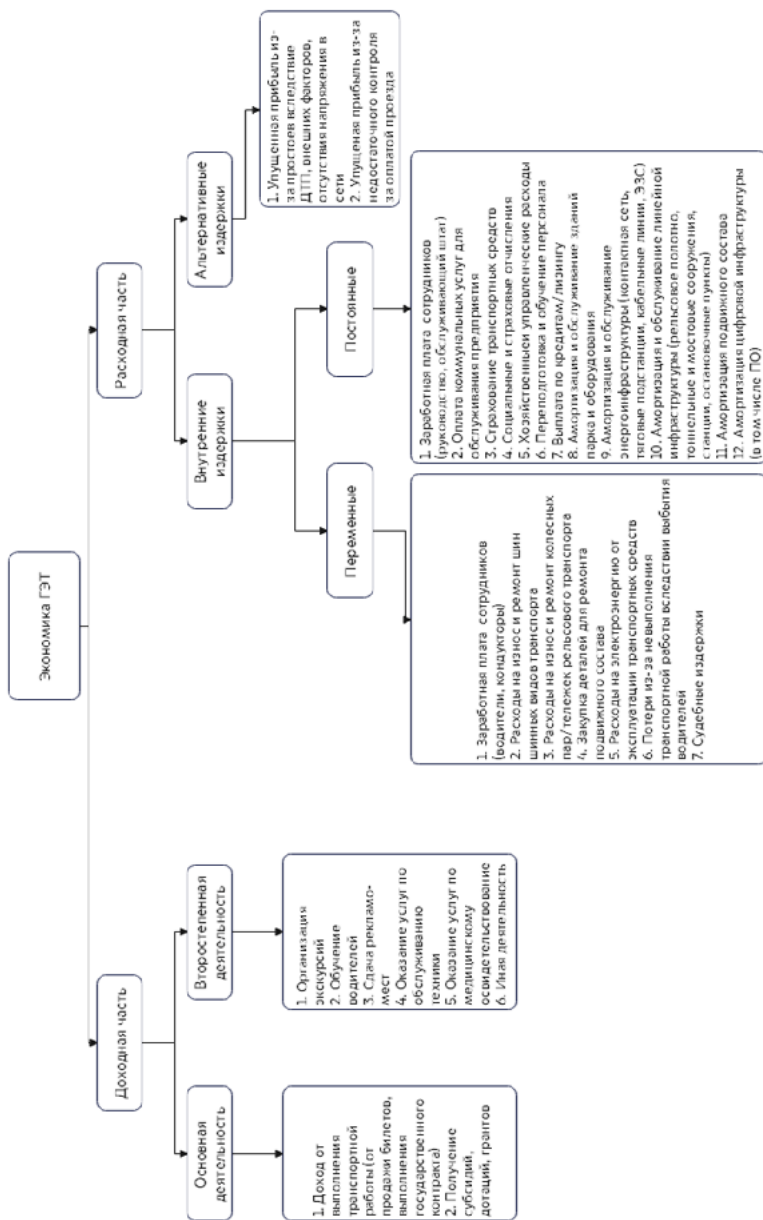 Экономика ГЭТ
Доходная часть
Расходная часть
Основная
деятельность
Второстепенная
деятельность
Внутренние
издержки
Альтернативные
издержки
1. Доход от
выполнения
транспортной
работы (от
продажи билетов,
выполнения
государственного
контракта)
2. Получение
субсидий,
дотаций, грантов
1. Организация
экскурсий
2. Обучение
водителей
3. Сдача рекламо-
мест
4. Оказание услуг по
обслуживанию
техники
5. Оказание услуг по
медицинскому
освидетельствование
6. Иная деятельность
Переменные
Постоянные
1. Упущенная прибыль из-
за простоев вследствие
ДТП, внешних факторов,
отсутствия напряжения в
сети
2. Упущеная прибыль из-за
недостаточного контроля
за оплатой проезда
1. Заработная плата сотрудников
(водители, кондукторы)
2. Расходы на износ и ремонт шин
шинных видов транспорта
3. Расходы на износ и ремонт колесных
пар/тележек рельсового транспорта
4. Закупка деталей для ремонта
подвижного состава
5. Расходы на электроэнергию от
эксплуатации транспортных средств
6. Потери из-за невыполнения
транспортной работы вследствии выбытия
водителей
7. Судебные издержки
1. Заработная плата сотрудников
(руководство, обслуживающий штат)
2. Оплата коммунальных услуг для
обслуживания предприятия
3. Страхование транспортных средств
4. Социальные и страховые отчисления
5. Хозяйственныеи управленческие расходы
6. Переподготовка и обучение персонала
7. Выплата по кредитам/лизингу
8. Амортизация и обслуживание зданий
парка и оборудования
9. Амортизация и обслуживание
энергоинфраструктуры (контактная сеть,
тяговые подстанции, кабельные линии, ЭЗС)
10. Амортизация и обслуживание линейной
инфраструктуры (рельсовое полотно,
тоннельные и мостовые сооружения,
станции, остановочные пункты)
11. Амортизация подвижного состава
12. Амортизация цифровой инфраструктуры
(в том числе ПО)